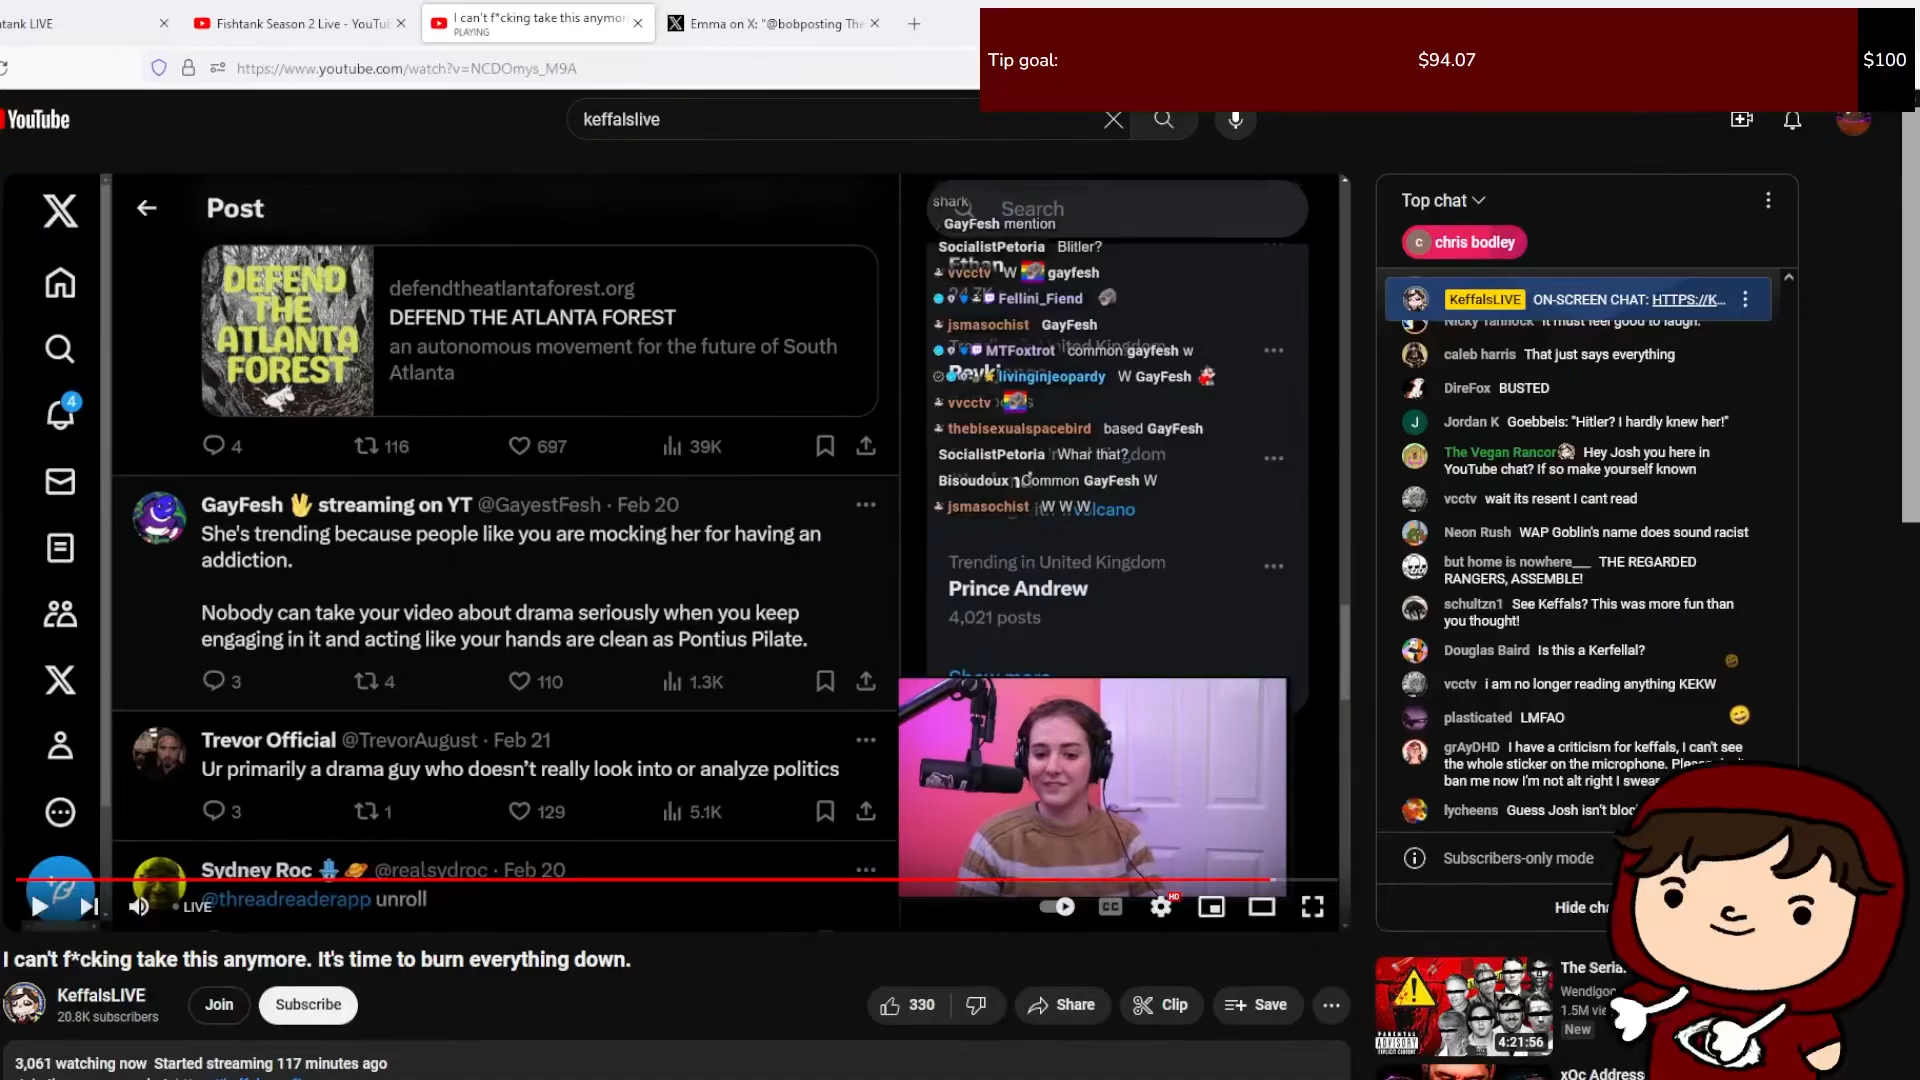 ntank LIVE
Fishtank Season 2 Live - YouTub
I can't f*cking take this anymor
PLAYING
Emma on X: "@bobposting The
https://www.youtube.com/watch?v=NCDOmys_M9A
Tip goal:
$94.07
$100
YouTube
keffalslive
Post
DEFEND THE ATLANTA FOREST
defendtheatlantaforest.org
DEFEND THE ATLANTA FOREST
an autonomous movement for the future of South
Atlanta
4
116
697
39K
GayFesh 🖖 streaming on YT @GayestFesh · Feb 20
She's trending because people like you are mocking her for having an
addiction.
Nobody can take your video about drama seriously when you keep
engaging in it and acting like your hands are clean as Pontius Pilate.
3
4
110
1.3K
Trevor Official @TrevorAugust · Feb 21
Ur primarily a drama guy who doesn't really look into or analyze politics
3
1
129
5.1K
Sydney Roc @realsydroc · Feb 20
@threadreaderapp unroll
LIVE
CC
HD
Search
shark
GayFesh mention
SocialistPetoria Blitler?
vvcctv W gayfesh
Fellini_Fiend
jsmasochist GayFesh
MTFoxtrot common gayfesh w
livinginjeopardy W GayFesh
vvcctv
thebisexualspacebird based GayFesh
SocialistPetoria What that?
Bisoudoux Common GayFesh W
jsmasochist W W W
Trending in United Kingdom
Prince Andrew
4,021 posts
Show more
Top chat
chris bodley
KeffalsLIVE ON-SCREEN CHAT: HTTPS://K...
Nicky Yannock It must feel good to laugh.
caleb harris That just says everything
DireFox BUSTED
Jordan K Goebbels: "Hitler? I hardly knew her!"
The Vegan Rancor Hey Josh you here in
YouTube chat? If so make yourself known
vcctv wait its resent I cant read
Neon Rush WAP Goblin's name does sound racist
but home is nowhere___ THE REGARDED
RANGERS, ASSEMBLE!
schultzn1 See Keffals? This was more fun than
you thought!
Douglas Baird Is this a Kerfellal?
vcctv i am no longer reading anything KEKW
plasticated LMFAO
grAyDHD I have a criticism for keffals, I can't see
the whole sticker on the microphone.
ban me now I'm not alt right I swear
lycheens Guess Josh isn't
Subscribers-only mode
Hide
I can't f*cking take this anymore. It's time to burn everything down.
KeffalsLIVE
20.8K subscribers
Join
Subscribe
330
Share
Clip
Save
3,061 watching now Started streaming 117 minutes ago
PARENTAL
ADVISORY
EXPLICIT CONTENT
4:21:56
The Seria
Wendigoo
1.5M vie
New
xQc Address